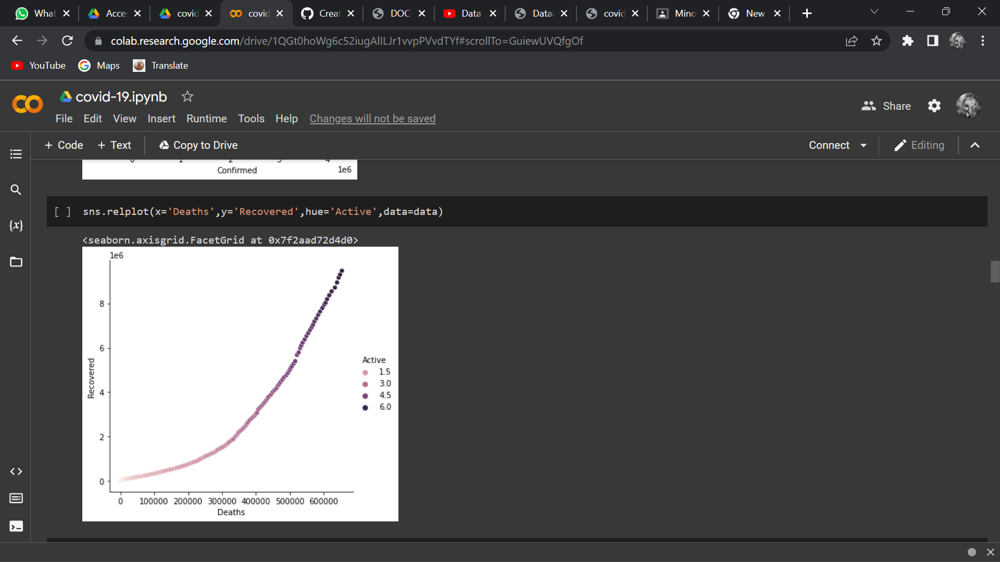 What
Acce
covid
covid
Creat
DOC
Data
Data
covid
Mino
New
colab.research.google.com/drive/1QGt0hoWg6c52iugAlILJr1vvpPVvdTYf#scrollTo=GuiewUVQfgOf
YouTube
Maps
Translate
covid-19.ipynb
File Edit View Insert Runtime Tools Help Changes will not be saved
Share
+ Code + Text Copy to Drive
Connect
Editing
Confirmed
1e6
[ ] sns.relplot(x='Deaths',y='Recovered',hue='Active',data=data)
<seaborn.axisgrid.FacetGrid at 0x7f2aad72d4d0>
1e6
8
6
4
2
0
Recovered
0 100000 200000 300000 400000 500000 600000
Deaths
Active
1.5
3.0
4.5
6.0